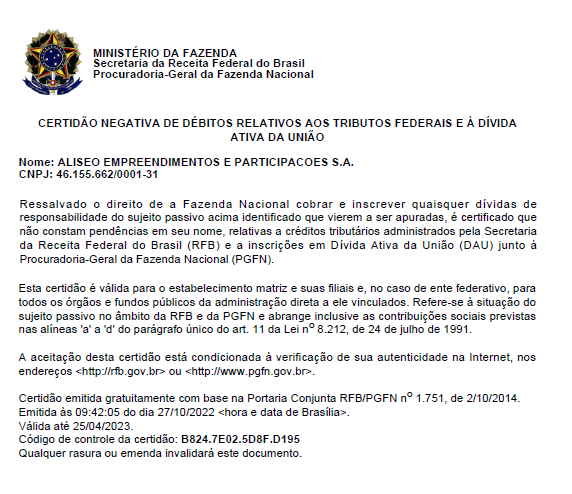 MINISTÉRIO DA FAZENDA
Secretaria da Receita Federal do Brasil
Procuradoria-Geral da Fazenda Nacional
CERTIDÃO NEGATIVA DE DÉBITOS RELATIVOS AOS TRIBUTOS FEDERAIS E À DÍVIDA
ATIVA DA UNIÃO
Nome: ALISEO EMPREENDIMENTOS E PARTICIPACOES S.A.
CNPJ: 46.155.662/0001-31
Ressalvado o direito de a Fazenda Nacional cobrar e inscrever quaisquer dívidas de
responsabilidade do sujeito passivo acima identificado que vierem a ser apuradas, é certificado que
não constam pendências em seu nome, relativas a créditos tributários administrados pela Secretaria
da Receita Federal do Brasil (RFB) e a inscrições em Dívida Ativa da União (DAU) junto à
Procuradoria-Geral da Fazenda Nacional (PGFN).
Esta certidão é válida para o estabelecimento matriz e suas filiais e, no caso de ente federativo, para
todos os órgãos e fundos públicos da administração direta a ele vinculados. Refere-se à situação do
sujeito passivo no âmbito da RFB e da PGFN e abrange inclusive as contribuições sociais previstas
nas alíneas 'a' a 'd' do parágrafo único do art. 11 da Lei nº 8.212, de 24 de julho de 1991.
A aceitação desta certidão está condicionada à verificação de sua autenticidade na Internet, nos
endereços <http://rfb.gov.br> ou <http://www.pgfn.gov.br>.
Certidão emitida gratuitamente com base na Portaria Conjunta RFB/PGFN nº 1.751, de 2/10/2014.
Emitida às 09:42:05 do dia 27/10/2022 <hora e data de Brasília>.
Válida até 25/04/2023.
Código de controle da certidão: B824.7E02.5D8F.D195
Qualquer rasura ou emenda invalidará este documento.